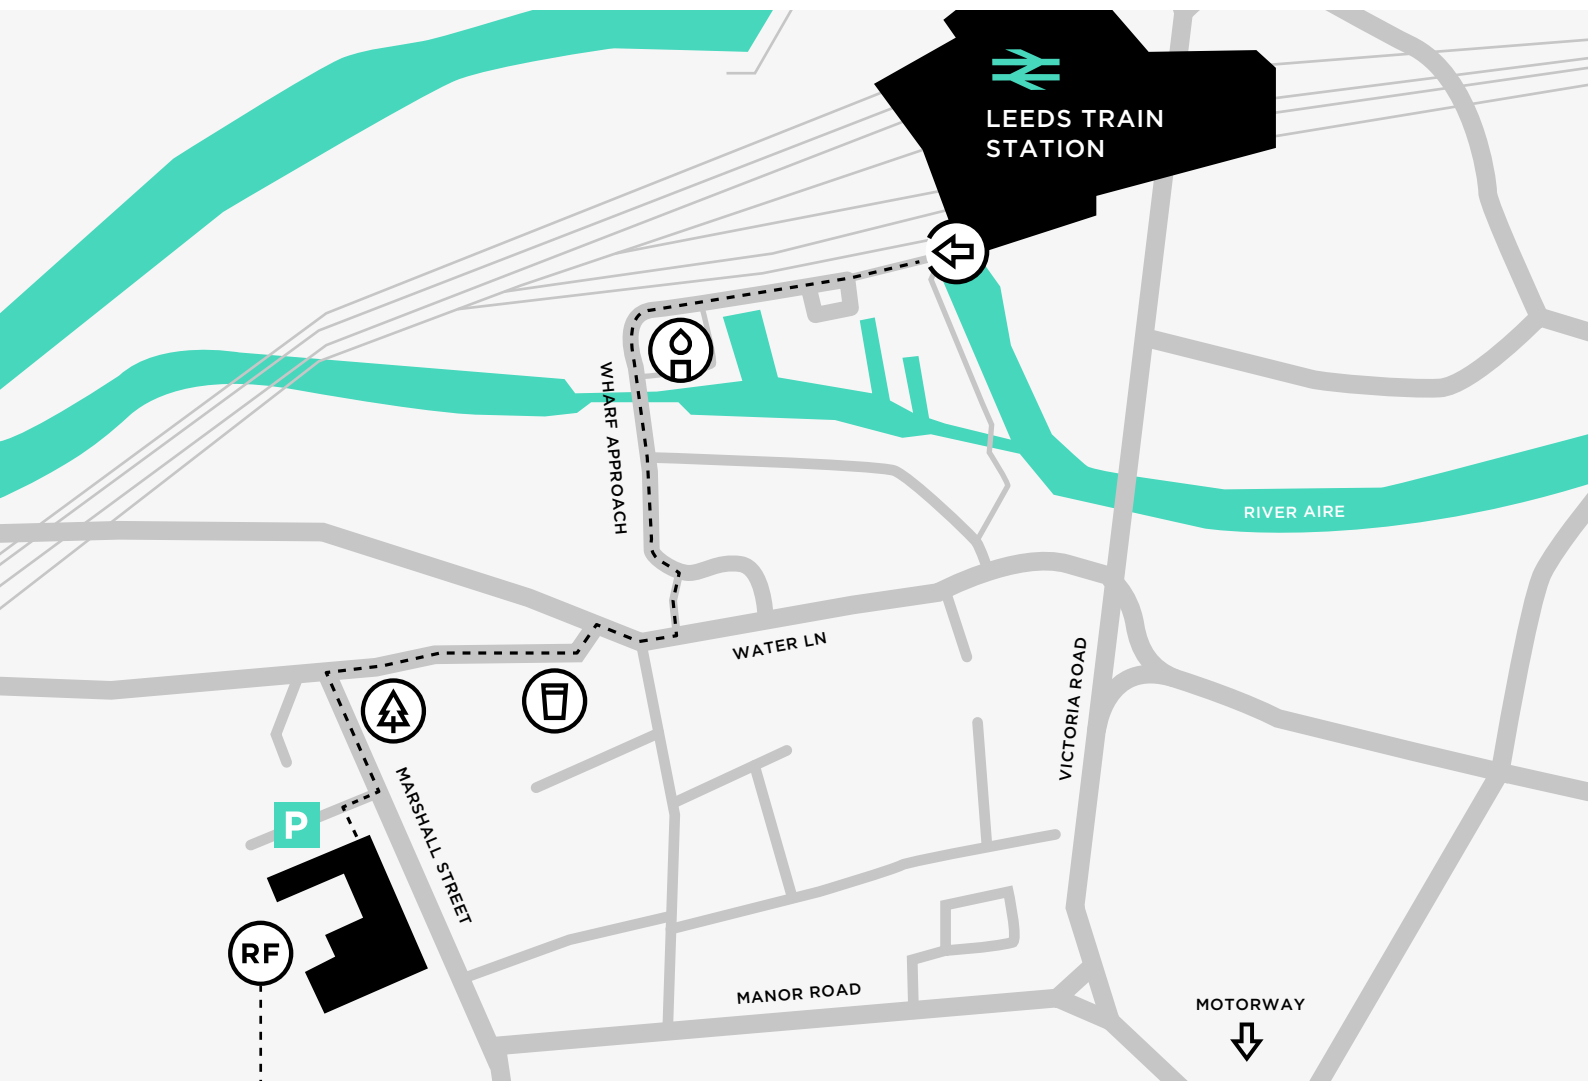 LEEDS TRAIN
STATION
WHARF APPROACH
RIVER AIRE
WATER LN
VICTORIA ROAD
MARSHALL STREET
P
RF
MANOR ROAD
MOTORWAY